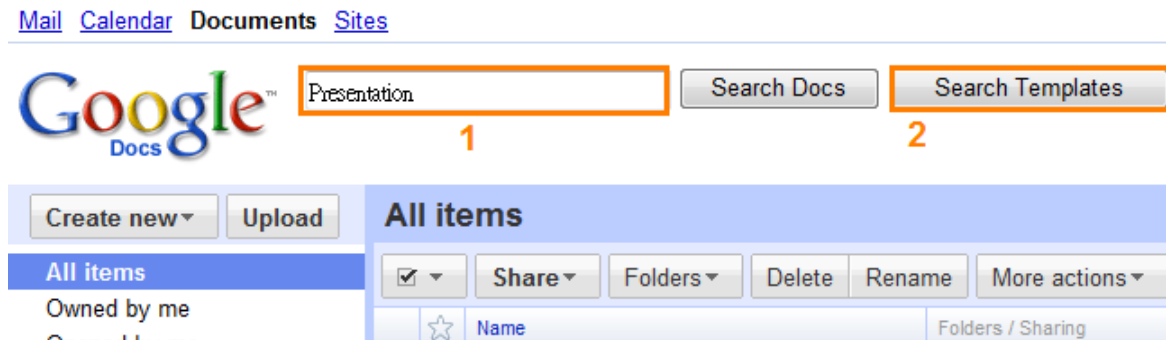 Mail Calendar Documents Sites
Google™
Docs
Presentation
Search Docs
Search Templates
1
2
Create new
Upload
All items
All items
Share
Folders
Delete
Rename
More actions
Owned by me
Name
Folders / Sharing